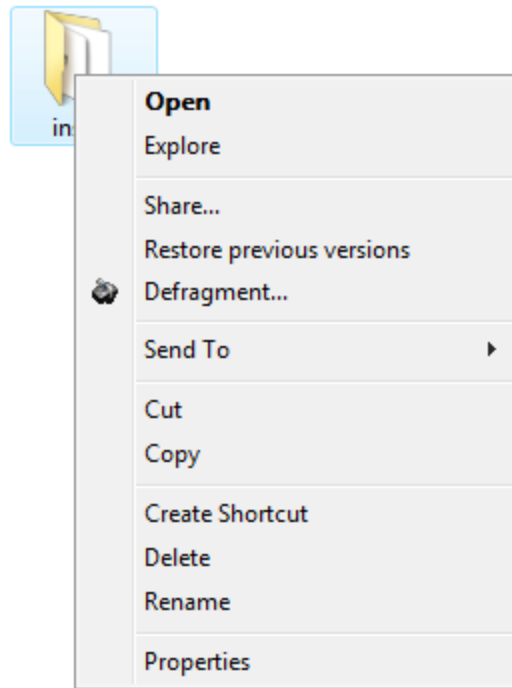 Open
Explore
Share...
Restore previous versions
Defragment...
Send To
Cut
Copy
Create Shortcut
Delete
Rename
Properties